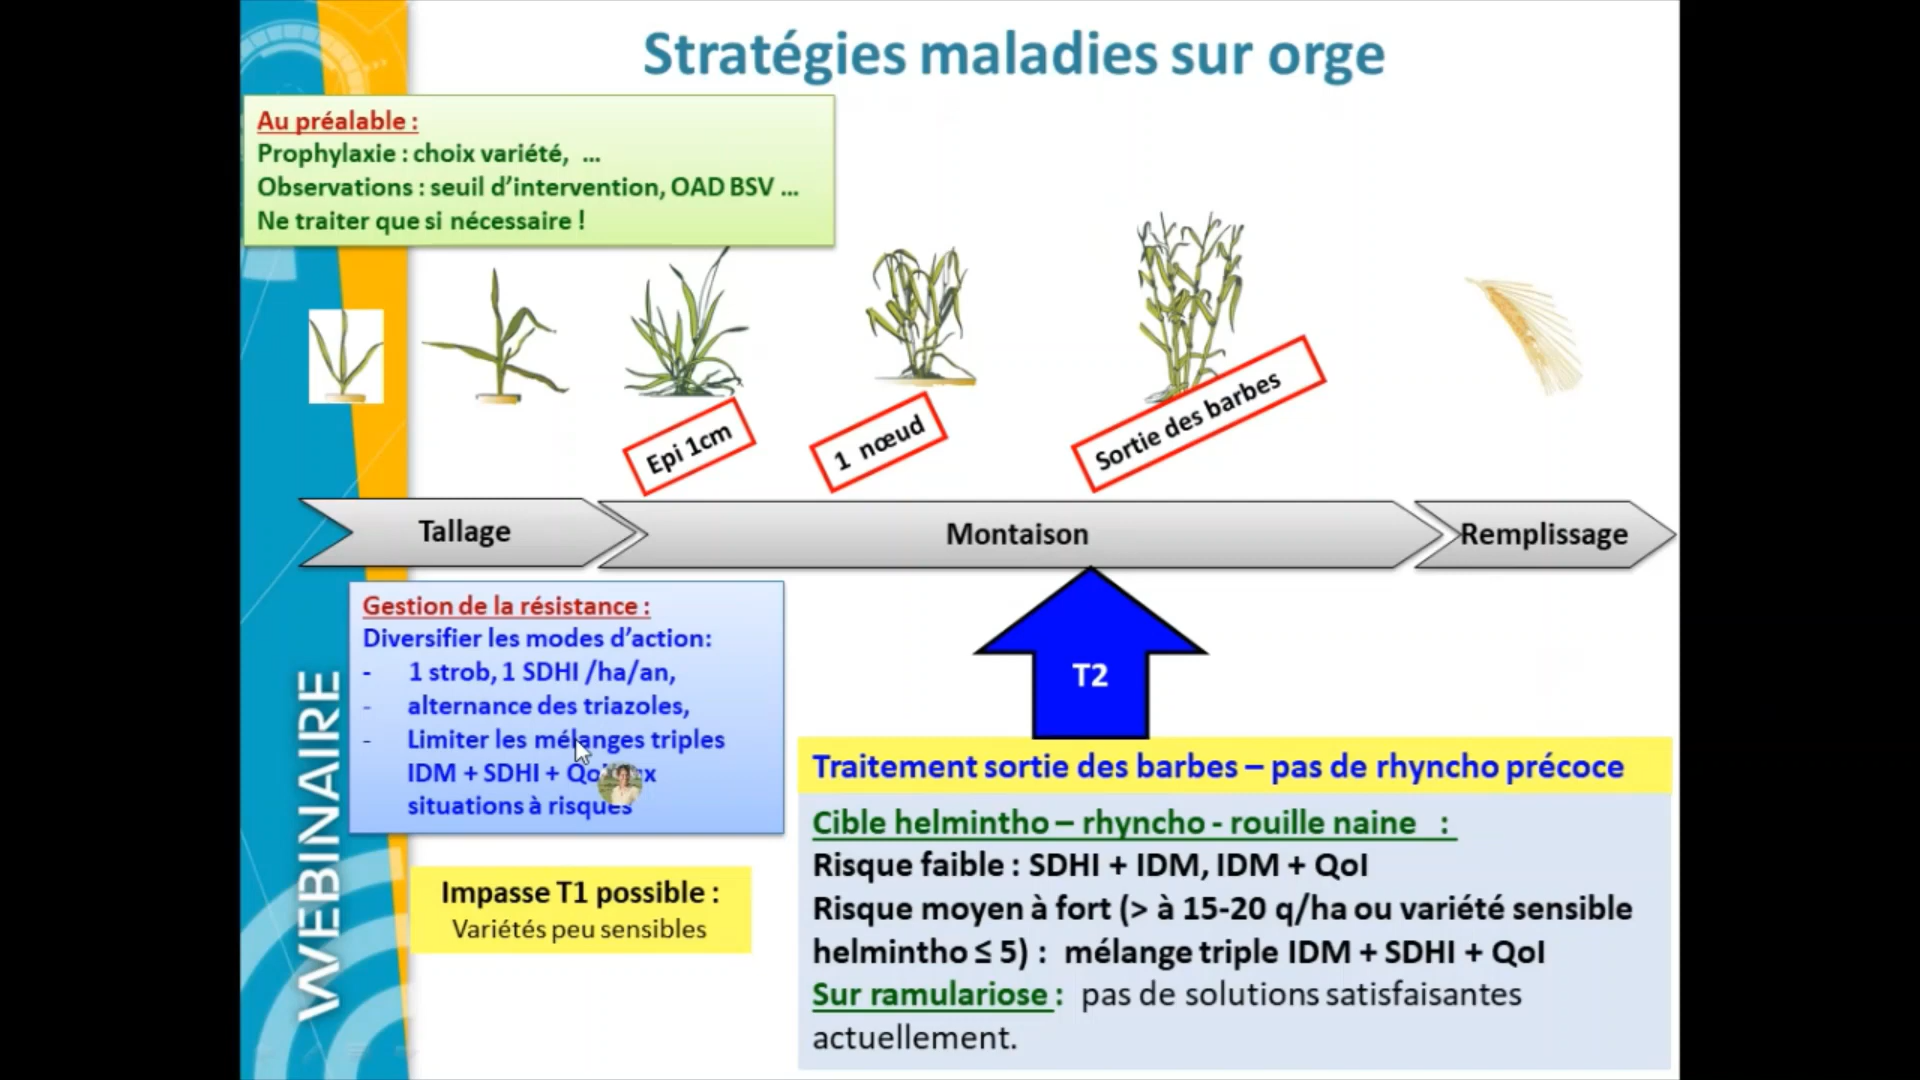 Stratégies maladies sur orge
Au préalable :
Prophylaxie : choix variété, ...
Observations : seuil d'intervention, OAD BSV ...
Ne traiter que si nécessaire !
Epi 1cm
1 nœud
Sortie des barbes
Tallage
Montaison
Remplissage
Gestion de la résistance :
Diversifier les modes d'action:
- 1 strob, 1 SDHI /ha/an,
- alternance des triazoles,
- Limiter les mélanges triples
IDM + SDHI +
situations à risques
T2
Traitement sortie des barbes – pas de rhyncho précoce
Cible helmintho – rhyncho - rouille naine :
Risque faible : SDHI + IDM, IDM + QoI
Risque moyen à fort (> à 15-20 q/ha ou variété sensible
helmintho ≤ 5) : mélange triple IDM + SDHI + QoI
Sur ramulariose : pas de solutions satisfaisantes
actuellement.
Impasse T1 possible :
Variétés peu sensibles
WEBINAIRE